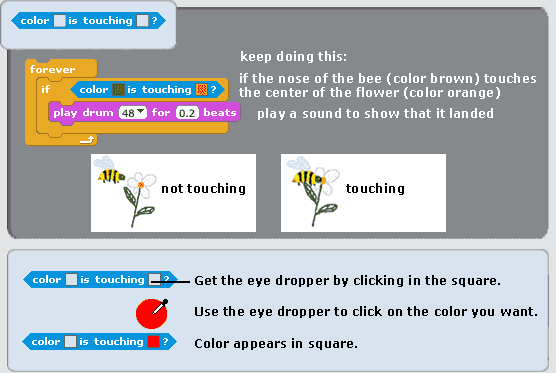 color is touching ?
keep doing this:
forever
if the nose of the bee (color brown) touches
the center of the flower (color orange)
if color is touching ?
play drum 48 for 0.2 beats
play a sound to show that it landed
not touching
touching
color is touching ?
Get the eye dropper by clicking in the square.
Use the eye dropper to click on the color you want.
color is touching ?
Color appears in square.